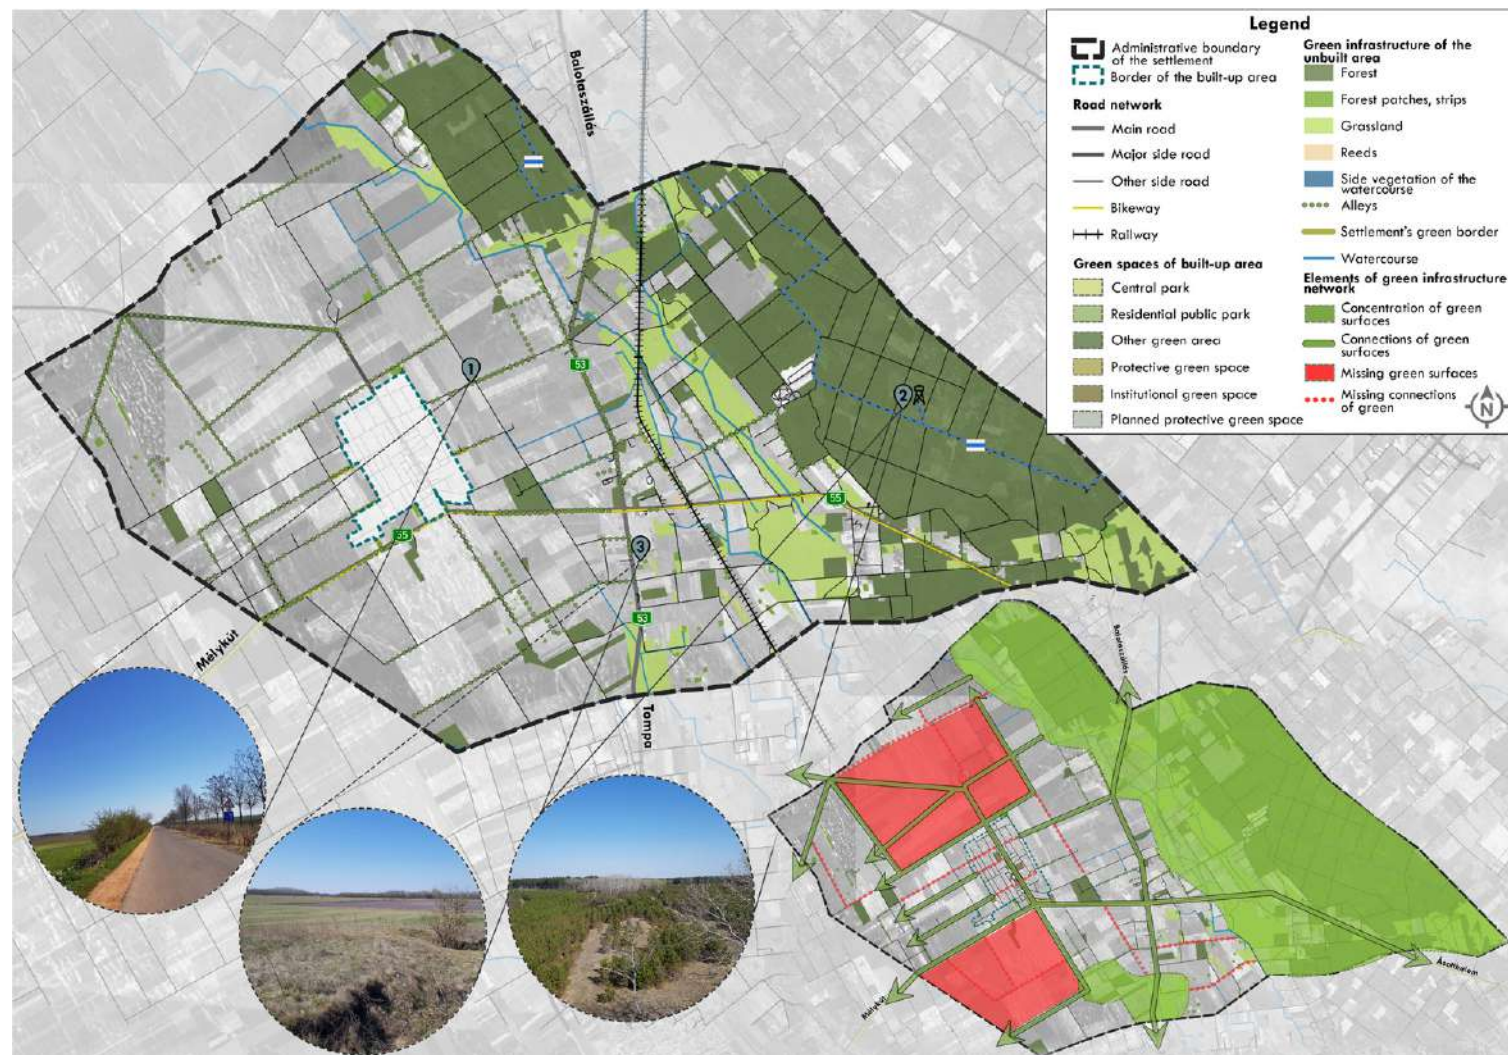 Legend
Administrative boundary
of the settlement
Border of the built-up area
Road network
Main road
Major side road
Other side road
Bikeway
Railway
Green spaces of built-up area
Central park
Residential public park
Other green area
Protective green space
Institutional green space
Planned protective green space
Green infrastructure of the
unbuilt area
Forest
Forest patches, strips
Grassland
Reeds
Side vegetation of the
watercourse
Alleys
Settlement's green border
Watercourse
Elements of green infrastructure
network
Concentration of green
surfaces
Connections of green
surfaces
Missing green surfaces
Missing connections
of green
N
Balotaszállás
1
53
2
55
55
3
53
Mélykút
Tompa
Balotaszállás
Mélykút
Ásotthalom